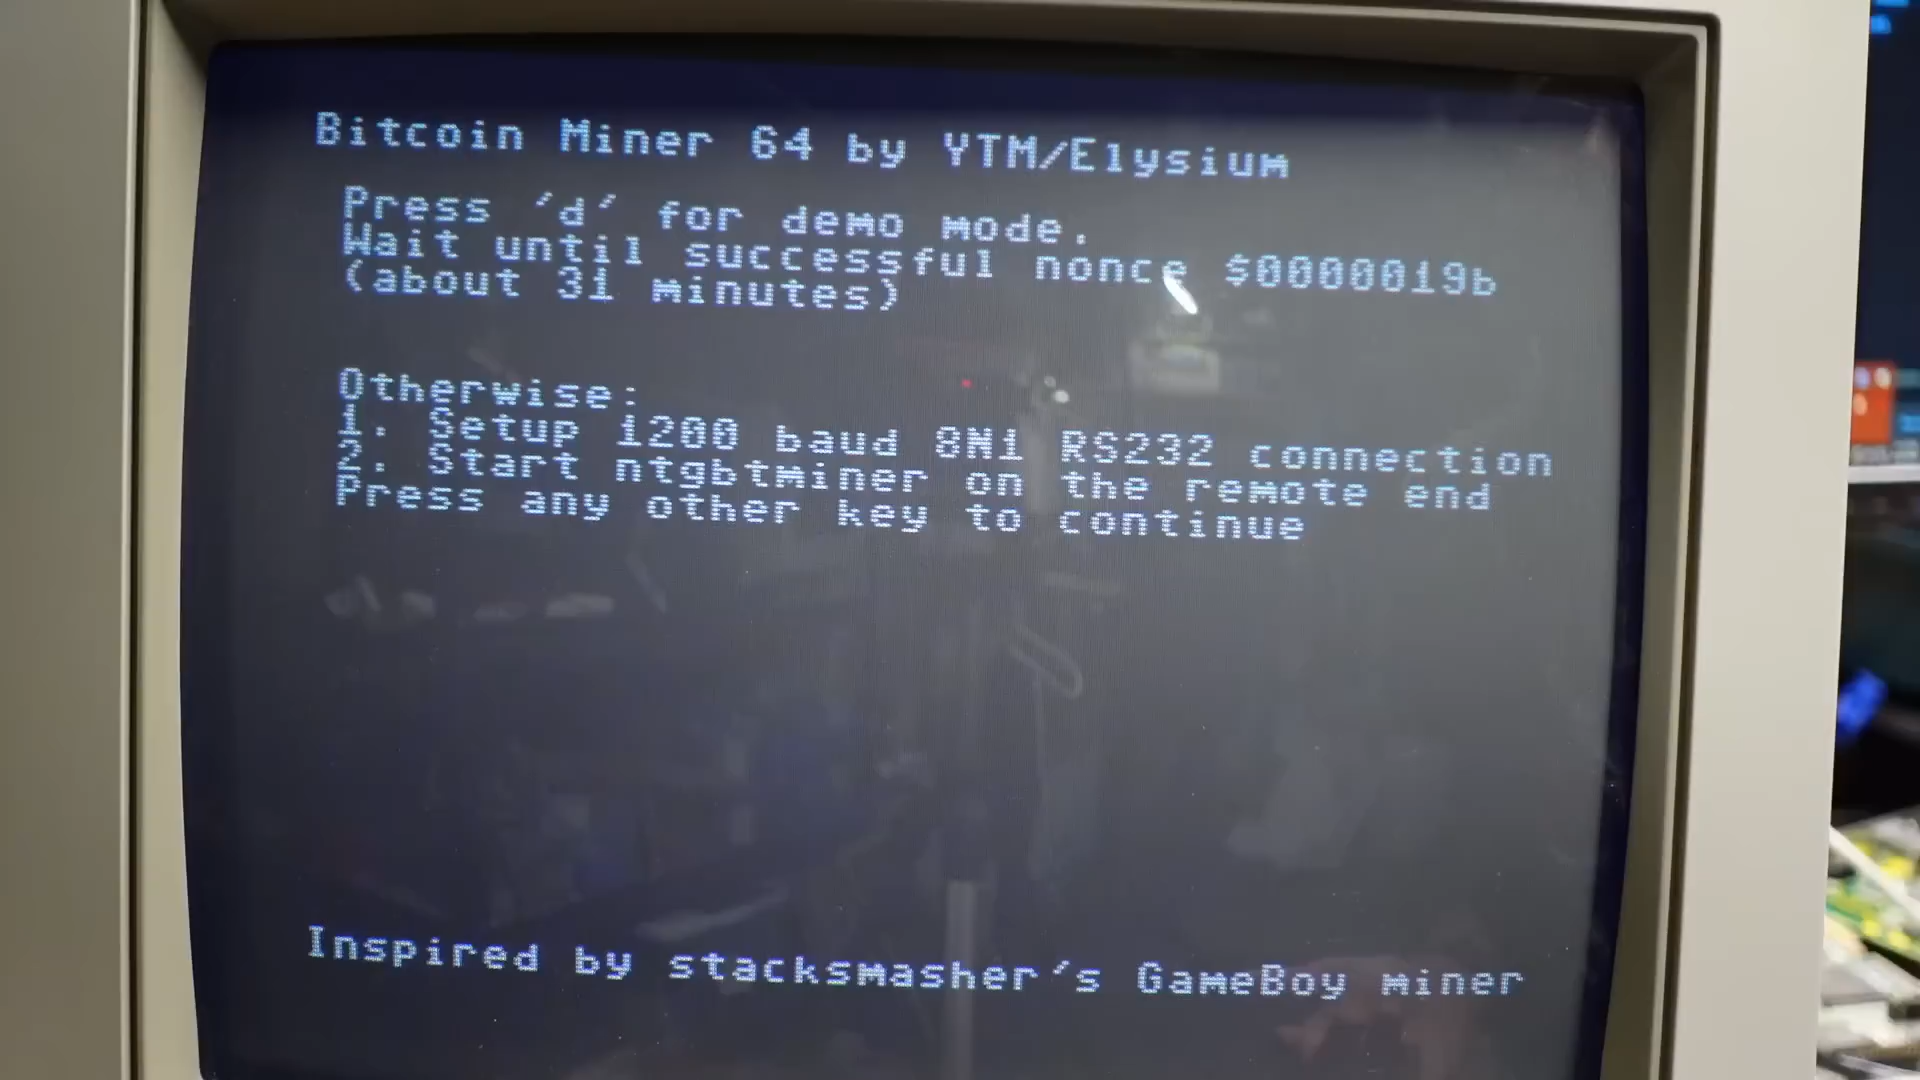 Bitcoin Miner 64 by YTM/Elysium
Press 'd' for demo mode.
Wait until successful nonce $0000019b
(about 31 minutes)
Otherwise:
1. Setup 1200 baud 8N1 RS232 connection
2. Start ntgbtminer on the remote end
Press any other key to continue
Inspired by stacksmasher's GameBoy miner